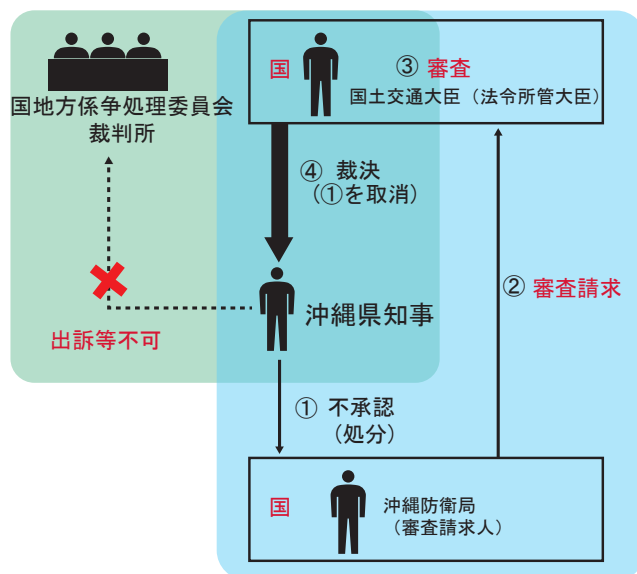 国地方係争処理委員会
裁判所
国
③ 審査
国土交通大臣（法令所管大臣）
④ 裁決
（①を取消）
② 審査請求
沖縄県知事
出訴等不可
① 不承認
（処分）
国
沖縄防衛局
（審査請求人）